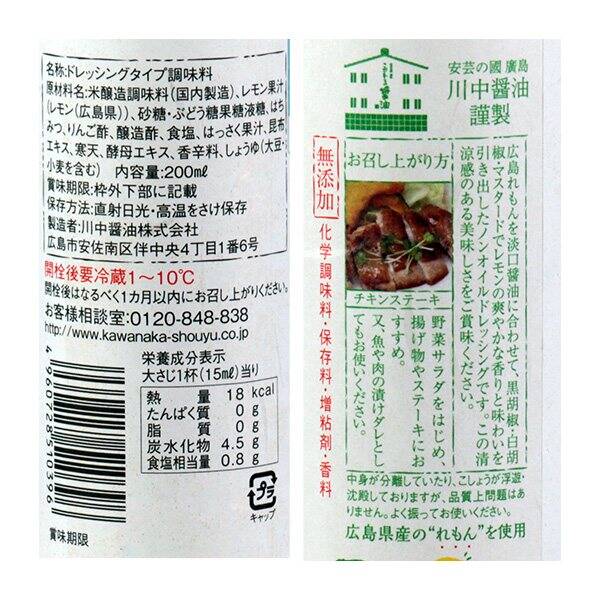 名称:ドレッシングタイプ調味料
原材料名:米醸造調味料(国内製造)、レモン果汁
(レモン(広島県))、砂糖・ぶどう糖果糖液糖、はち
みつ、りんご酢、醸造酢、食塩、はっさく果汁、昆布
エキス、寒天、酵母エキス、香辛料、しょうゆ(大豆・
小麦を含む) 内容量:200㎖
賞味期限:枠外下部に記載
保存方法:直射日光・高温をさけ保存
製造者:川中醤油株式会社
広島市安佐南区伴中央4丁目1番6号
開栓後要冷蔵1〜10℃
開栓後はなるべく1カ月以内にお召し上がりください。
お客様相談室:0120-848-838
www.kawanaka-shouyu.co.jp
栄養成分表示
大さじ1杯(15㎖)当り
熱量 18 kcal
たんぱく質 0 g
脂質 0 g
炭水化物 4.5 g
食塩相当量 0.8 g
4960728510396
プラ
キャップ
賞味期限
安芸の國 廣島
川中醤油
謹製
広島れもんを淡口醤油に合わせて、黒胡椒・白胡
椒・マスタードでレモンの爽やかな香りと味わいを
引き出したノンオイルドレッシングです。この清
涼感のある美味しさをご賞味ください。
お召し上がり方
チキンステーキ
野菜サラダをはじめ、
揚げ物やステーキにお
すすめ。
又、魚や肉の漬けダレとし
てもお使いください。
無添加 化学調味料・保存料・増粘剤・香料
中身が分離していたり、こしょうが浮遊・
沈殿しておりますが、品質上問題はあ
りません。よく振ってお使いください。
広島県産の“れもん”を使用